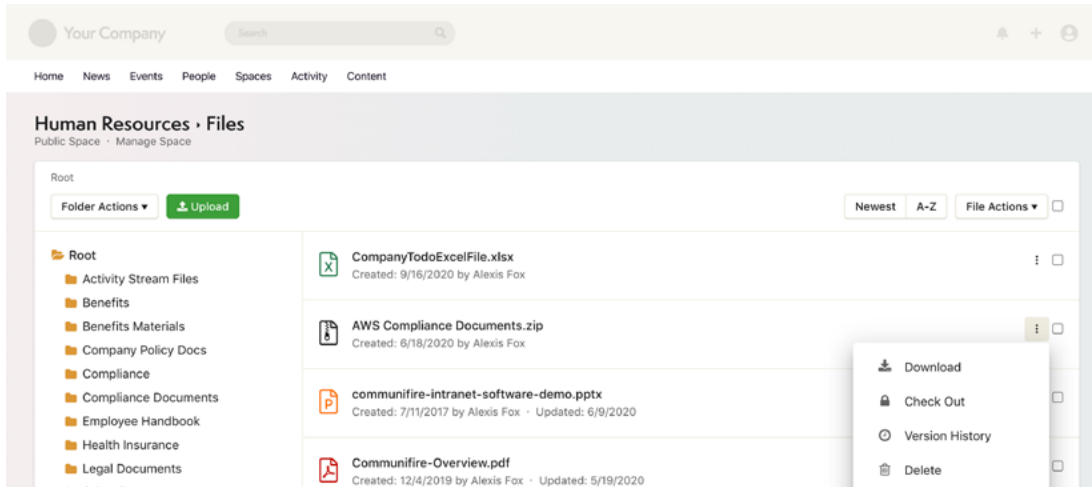 Your Company
Search
Home News Events People Spaces Activity Content
Human Resources › Files
Public Space · Manage Space
Root
Folder Actions ▾
Upload
Newest A-Z File Actions ▾
Root
Activity Stream Files
Benefits
Benefits Materials
Company Policy Docs
Compliance
Compliance Documents
Employee Handbook
Health Insurance
Legal Documents
CompanyTodoExcelFile.xlsx
Created: 9/16/2020 by Alexis Fox
AWS Compliance Documents.zip
Created: 6/18/2020 by Alexis Fox
communifire-intranet-software-demo.pptx
Created: 7/11/2017 by Alexis Fox · Updated: 6/9/2020
Communifire-Overview.pdf
Created: 12/4/2019 by Alexis Fox · Updated: 5/19/2020
Download
Check Out
Version History
Delete